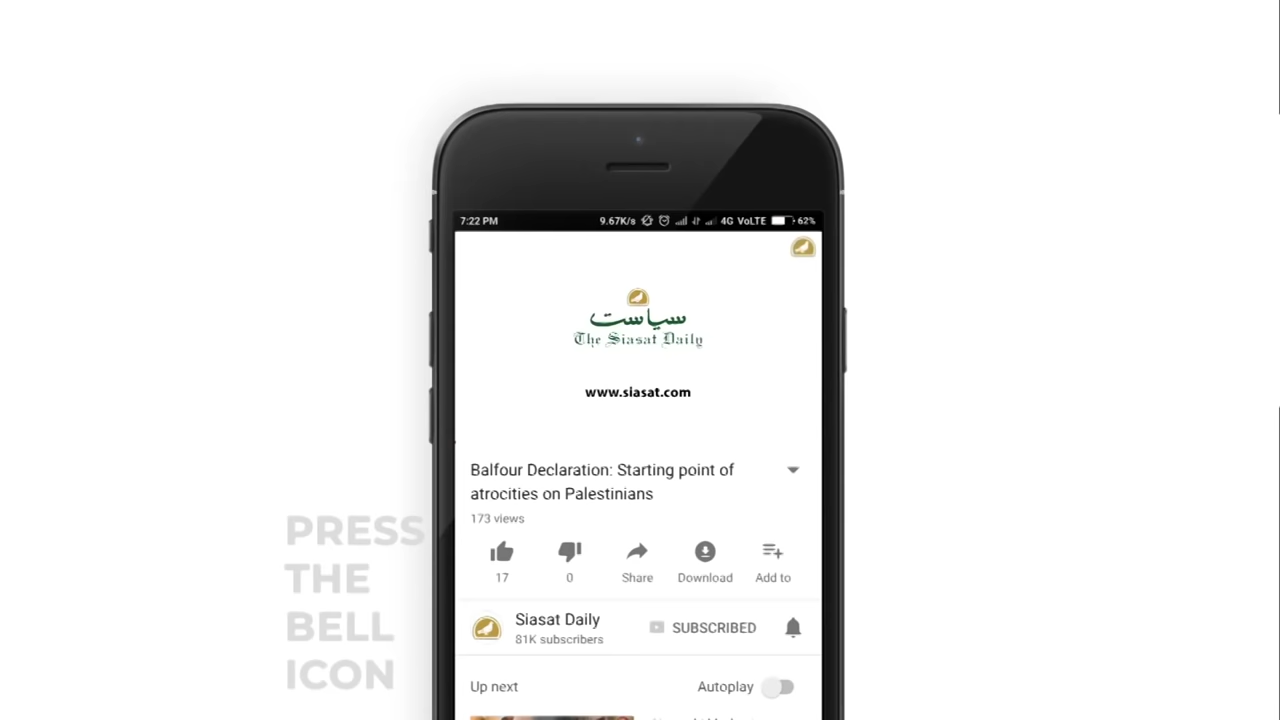 7:22 PM 9.67K/s 4G VoLTE 62%
سیاست
The Siasat Daily
www.siasat.com
Balfour Declaration: Starting point of
atrocities on Palestinians
173 views
17 0 Share Download Add to
Siasat Daily
81K subscribers
SUBSCRIBED
Up next Autoplay
PRESS
THE
BELL
ICON